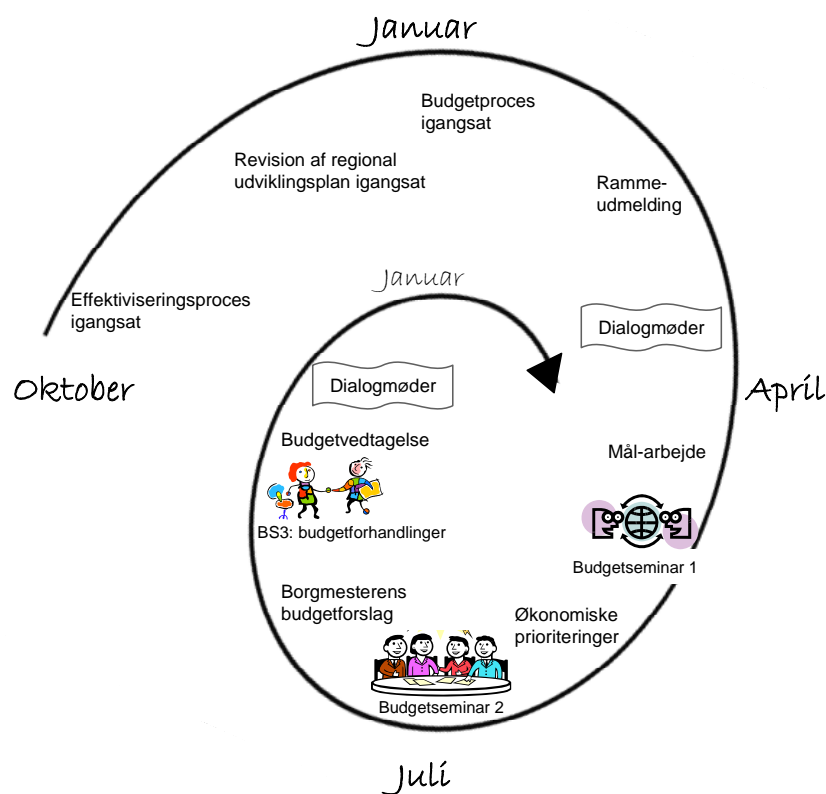 Januar
Budgetproces
igangsat
Revision af regional
udviklingsplan igangsat
Ramme-
udmelding
Januar
Effektiviseringsproces
igangsat
Dialogmøder
Dialogmøder
Oktober
April
Budgetvedtagelse
Mål-arbejde
BS3: budgetforhandlinger
Budgetseminar 1
Borgmesterens
budgetforslag
Økonomiske
prioriteringer
Budgetseminar 2
Juli